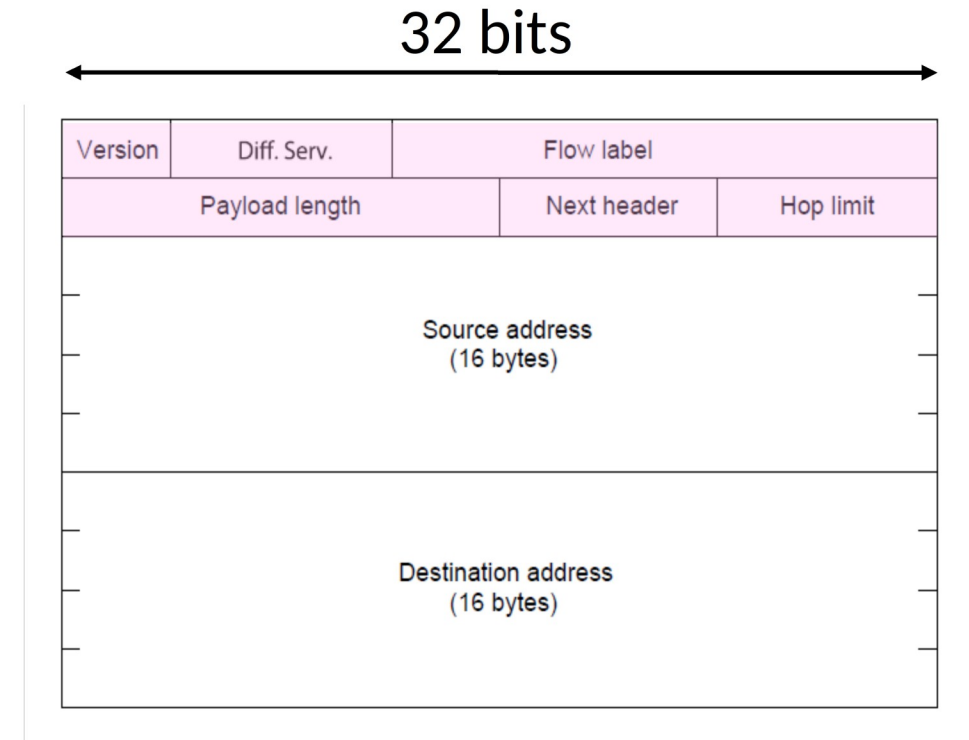 32 bits
Version Diff. Serv. Flow label
Payload length Next header Hop limit
Source address
(16 bytes)
Destination address
(16 bytes)